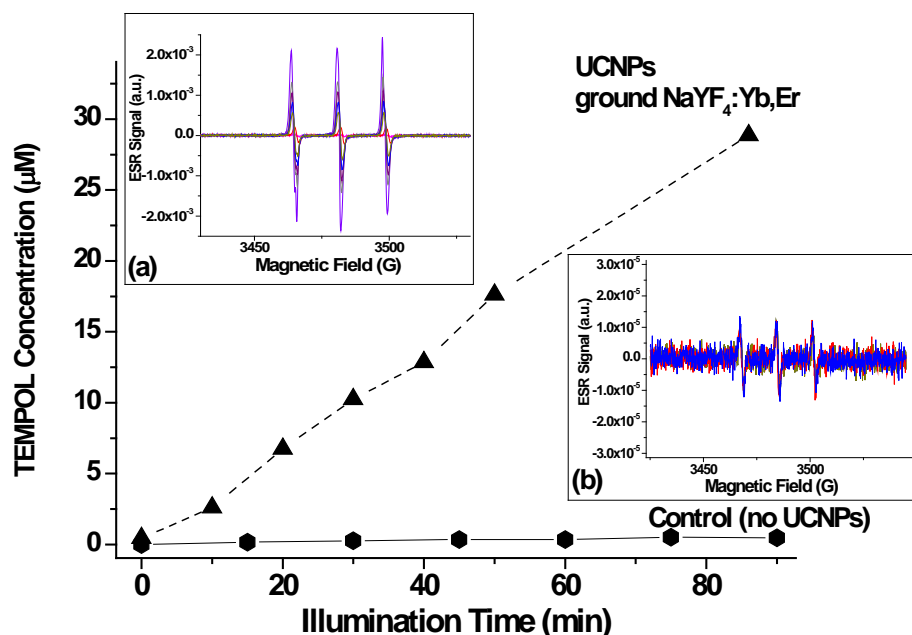 2.0x10⁻³
1.0x10⁻³
0.0
-1.0x10⁻³
-2.0x10⁻³
ESR Signal (a.u.)
3450
3500
Magnetic Field (G)
(a)
UCNPs
ground NaYF₄:Yb,Er
30
25
20
15
10
5
0
TEMPOL Concentration (µM)
3.0x10⁻⁵
2.0x10⁻⁵
1.0x10⁻⁵
0.0
-1.0x10⁻⁵
-2.0x10⁻⁵
-3.0x10⁻⁵
ESR Signal (a.u.)
3450
3500
Magnetic Field (G)
(b)
Control (no UCNPs)
0
20
40
60
80
Illumination Time (min)